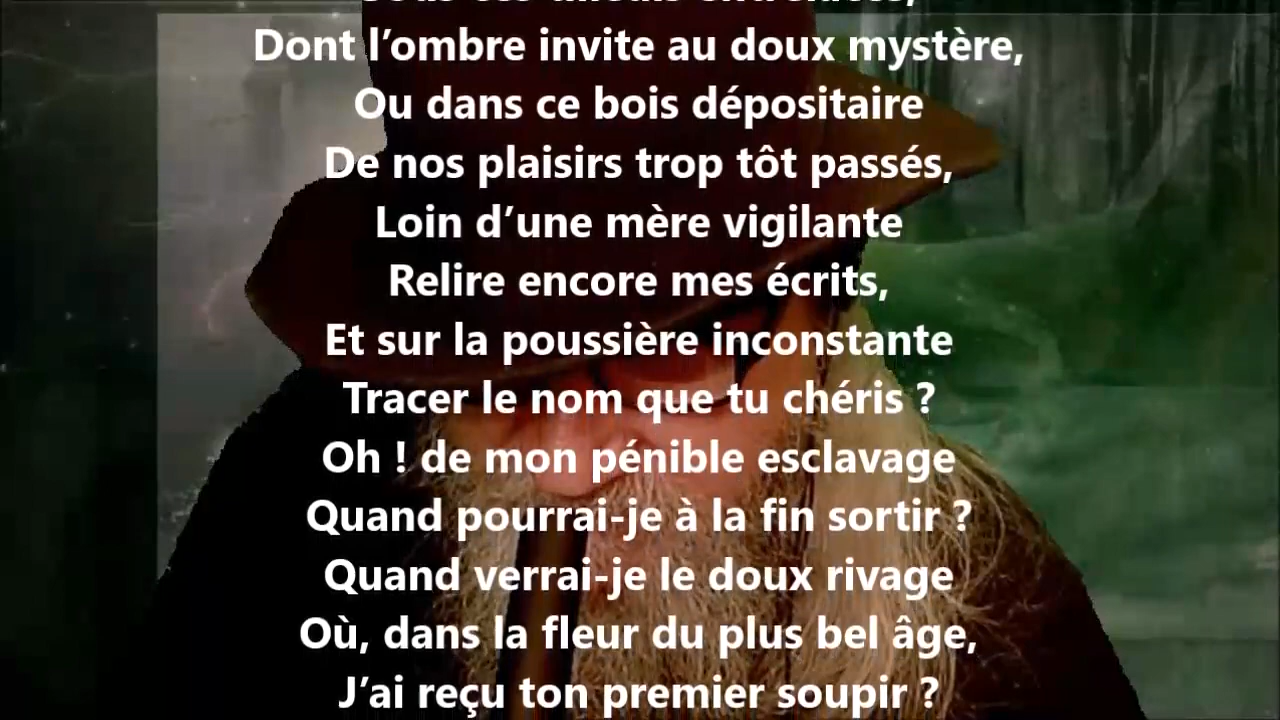 Dont l’ombre invite au doux mystère,
Ou dans ce bois dépositaire
De nos plaisirs trop tôt passés,
Loin d’une mère vigilante
Relire encore mes écrits,
Et sur la poussière inconstante
Tracer le nom que tu chéris ?
Oh ! de mon pénible esclavage
Quand pourrai-je à la fin sortir ?
Quand verrai-je le doux rivage
Où, dans la fleur du plus bel âge,
J’ai reçu ton premier soupir ?